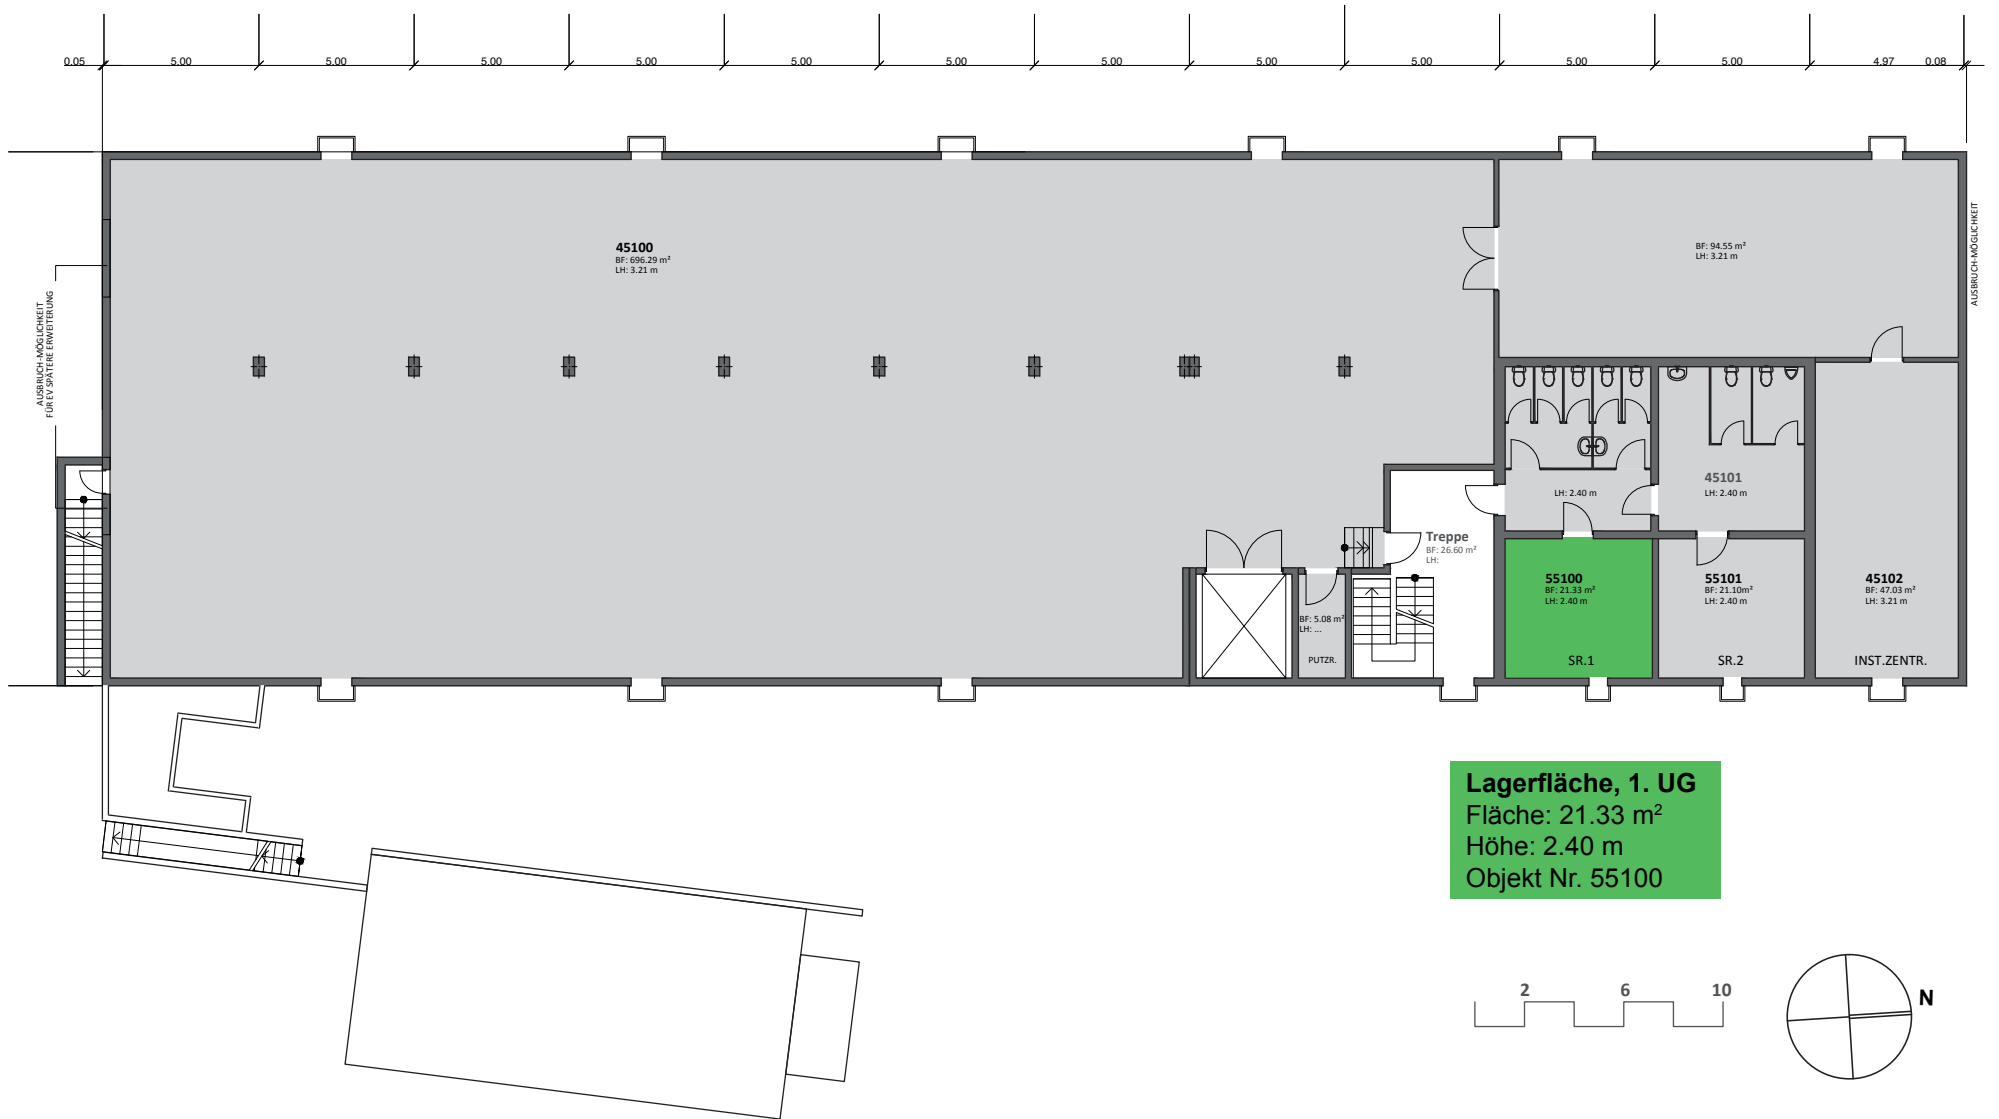 0.05
5.00
5.00
5.00
5.00
5.00
5.00
5.00
5.00
5.00
5.00
5.00
4.97
0.08
AUSBRUCH-MÖGLICHKEIT
45100
BF: 696.29 m²
LH: 3.21 m
BF: 94.55 m²
LH: 3.21 m
AUSBRUCH-MÖGLICHKEIT
FÜR EV SPÄTERE ERWEITERUNG
45101
LH: 2.40 m
LH: 2.40 m
Treppe
BF: 26.60 m²
LH:
55100
BF: 21.33 m²
LH: 2.40 m
SR.1
55101
BF: 21.10m²
LH: 2.40 m
SR.2
45102
BF: 47.03 m²
LH: 3.21 m
INST.ZENTR.
BF: 5.08 m²
LH: ...
PUTZR.
Lagerfläche, 1. UG
Fläche: 21.33 m²
Höhe: 2.40 m
Objekt Nr. 55100
2
6
10
N